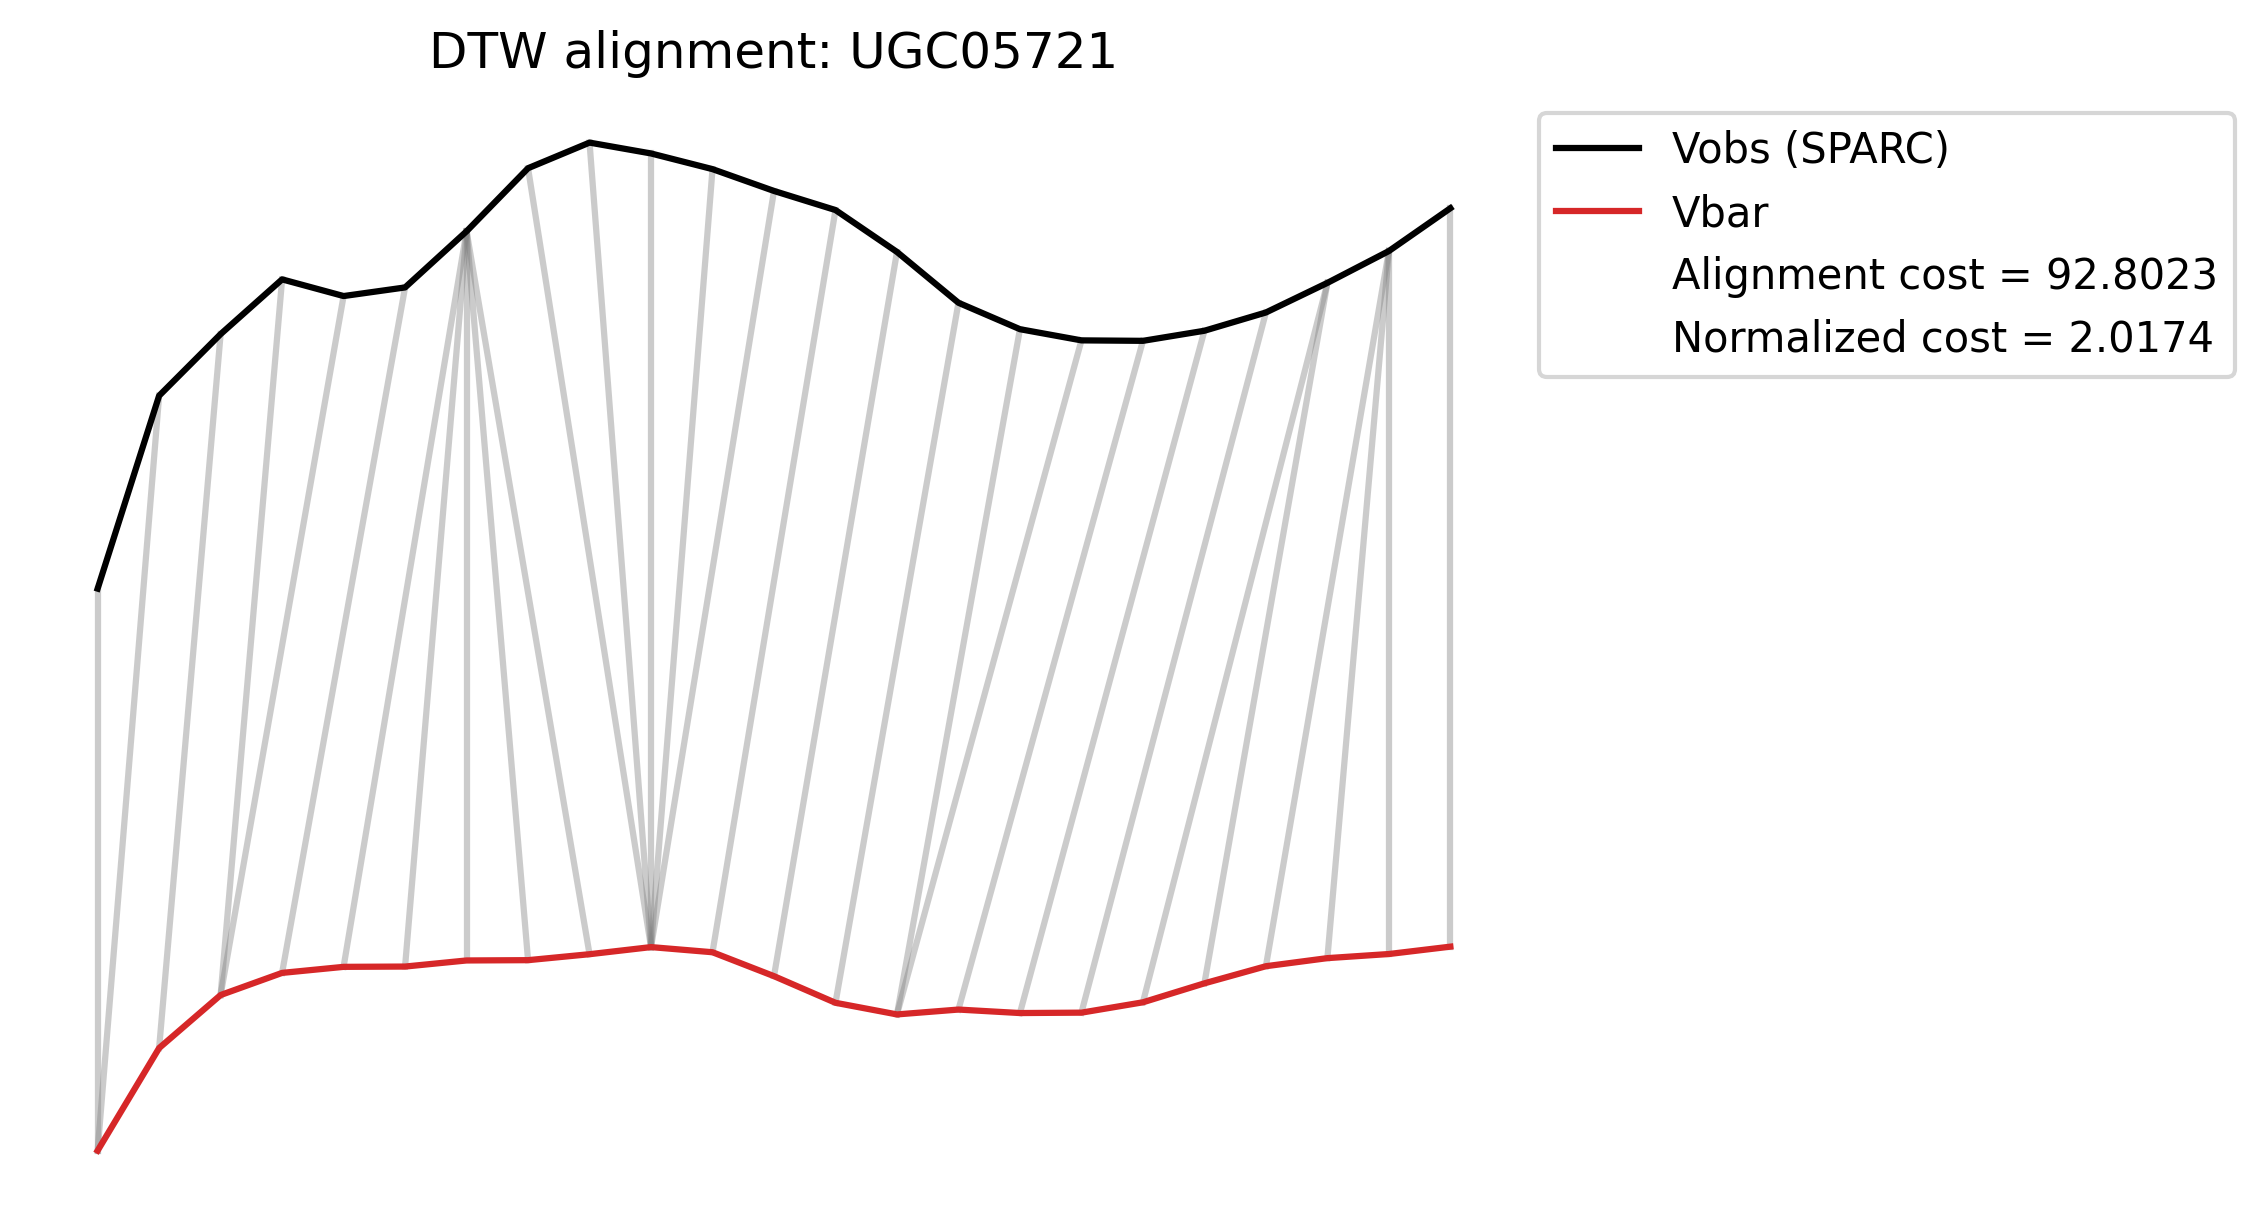 DTW alignment: UGC05721
Vobs (SPARC)
Vbar
Alignment cost = 92.8023
Normalized cost = 2.0174